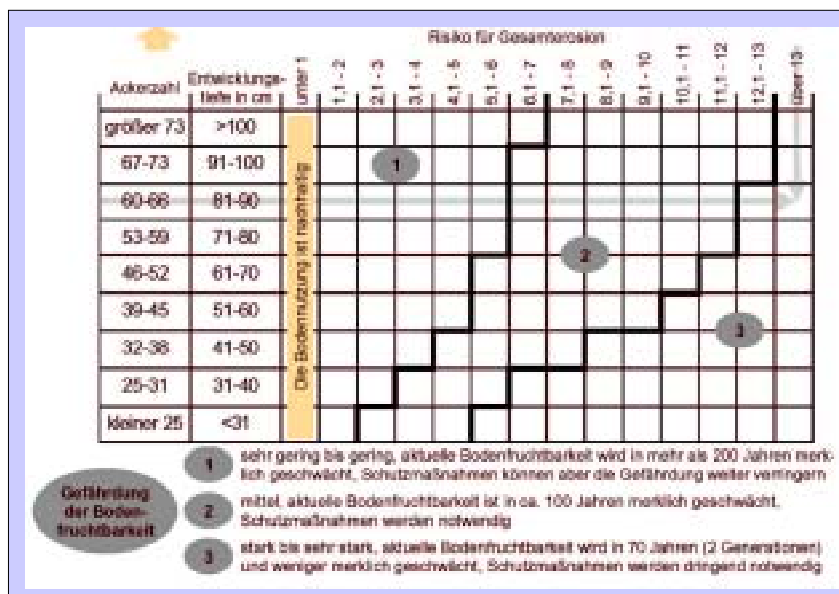 Risiko für Gesamterosion
Ackerzahl
Entwicklungs-
tiefe in cm
unter 1
1,1 - 2
2,1 - 3
3,1 - 4
4,1 - 5
5,1 - 6
6,1 - 7
7,1 - 8
8,1 - 9
9,1 - 10
10,1 - 11
11,1 - 12
12,1 - 13
über 13
größer 73 >100
67-73 91-100
60-66 81-90
53-59 71-80
46-52 61-70
39-45 51-60
32-38 41-50
25-31 31-40
kleiner 25 <31
Die Bodennutzung ist nachhaltig
1
2
3
Gefährdung
der Boden-
fruchtbarkeit
1 sehr gering bis gering, aktuelle Bodenfruchtbarkeit wird in mehr als 200 Jahren merk-
lich geschwächt, Schutzmaßnahmen können aber die Gefährdung weiter verringern
2 mittel, aktuelle Bodenfruchtbarkeit ist in ca. 100 Jahren merklich geschwächt,
Schutzmaßnahmen werden notwendig
3 stark bis sehr stark, aktuelle Bodenfruchtbarkeit wird in 70 Jahren (2 Generationen)
und weniger merklich geschwächt, Schutzmaßnahmen werden dringend notwendig